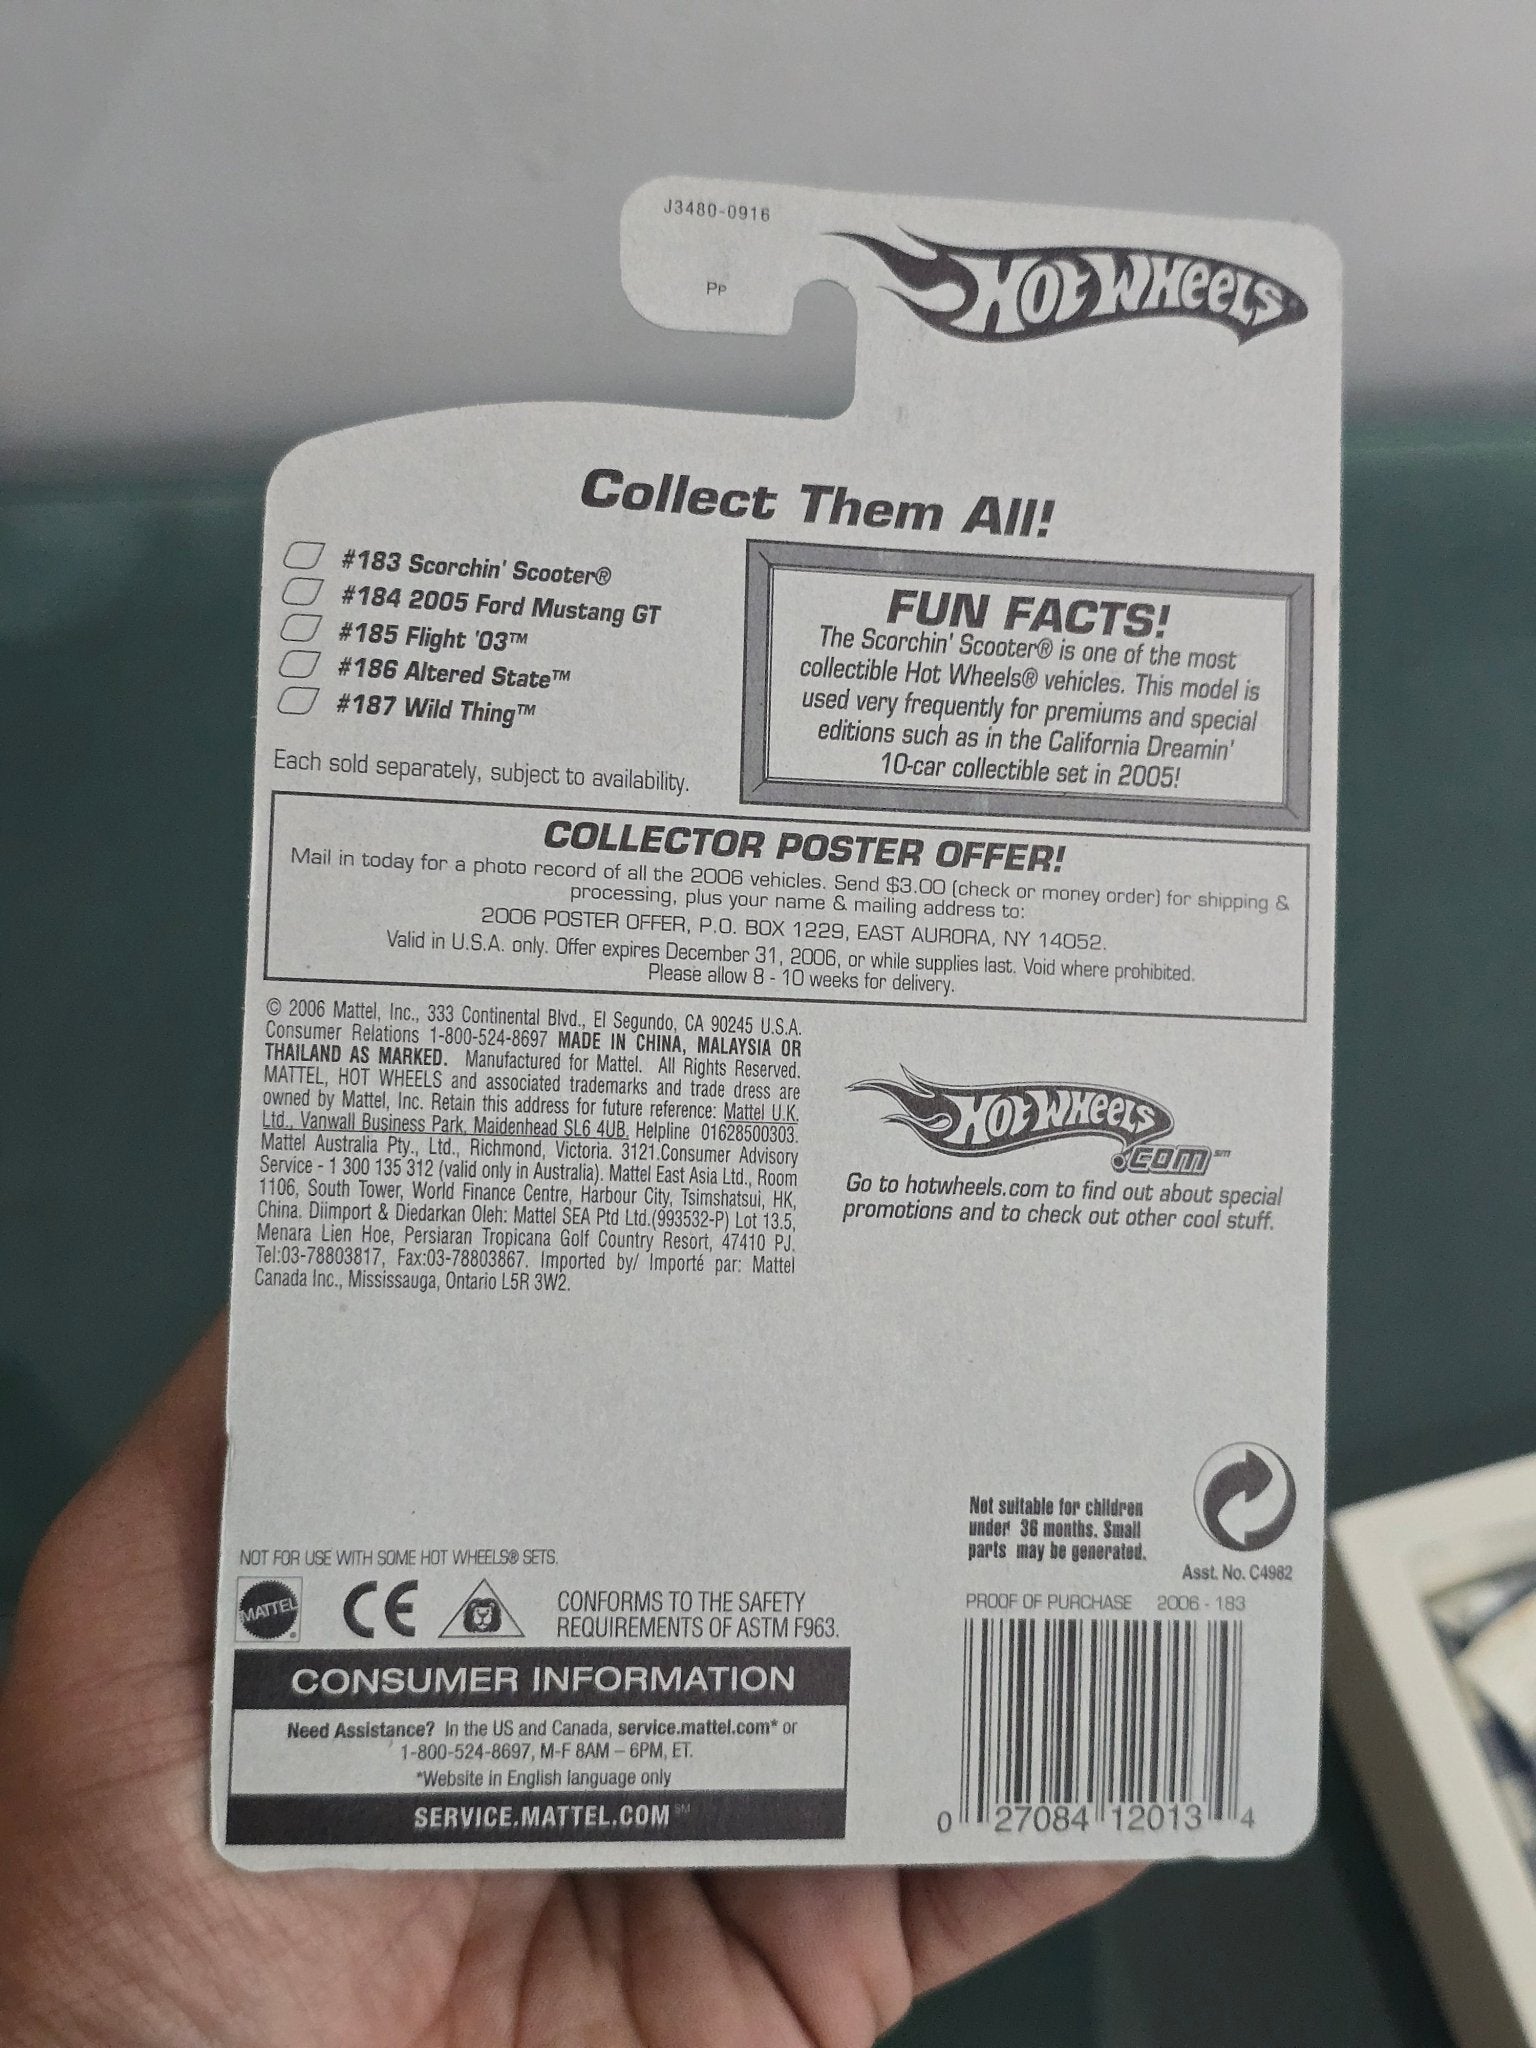 J3480-0916
Pp
HOT WHEELS
Collect Them All!
#183 Scorchin' Scooter®
#184 2005 Ford Mustang GT
#185 Flight '03™
#186 Altered State™
#187 Wild Thing™
Each sold separately, subject to availability.
FUN FACTS!
The Scorchin' Scooter® is one of the most
collectible Hot Wheels® vehicles. This model is
used very frequently for premiums and special
editions such as in the California Dreamin'
10-car collectible set in 2005!
COLLECTOR POSTER OFFER!
Mail in today for a photo record of all the 2006 vehicles. Send $3.00 (check or money order) for shipping &
processing, plus your name & mailing address to:
2006 POSTER OFFER, P.O. BOX 1229, EAST AURORA, NY 14052.
Valid in U.S.A. only. Offer expires December 31, 2006, or while supplies last. Void where prohibited.
Please allow 8 - 10 weeks for delivery.
© 2006 Mattel, Inc., 333 Continental Blvd., El Segundo, CA 90245 U.S.A.
Consumer Relations 1-800-524-8697 MADE IN CHINA, MALAYSIA OR
THAILAND AS MARKED. Manufactured for Mattel. All Rights Reserved.
MATTEL, HOT WHEELS and associated trademarks and trade dress are
owned by Mattel, Inc. Retain this address for future reference: Mattel U.K.
Ltd., Vanwall Business Park, Maidenhead SL6 4UB. Helpline 01628500303.
Mattel Australia Pty., Ltd., Richmond, Victoria. 3121.Consumer Advisory
Service - 1 300 135 312 (valid only in Australia). Mattel East Asia Ltd., Room
1106, South Tower, World Finance Centre, Harbour City, Tsimshatsui, HK,
China. Diimport & Diedarkan Oleh: Mattel SEA Ptd Ltd.(993532-P) Lot 13.5,
Menara Lien Hoe, Persiaran Tropicana Golf Country Resort, 47410 PJ.
Tel:03-78803817, Fax:03-78803867. Imported by/ Importé par: Mattel
Canada Inc., Mississauga, Ontario L5R 3W2.
HOT WHEELS
.com℠
Go to hotwheels.com to find out about special
promotions and to check out other cool stuff.
Not suitable for children
under 36 months. Small
parts may be generated.
Asst. No. C4982
NOT FOR USE WITH SOME HOT WHEELS® SETS.
MATTEL
CE
CONFORMS TO THE SAFETY
REQUIREMENTS OF ASTM F963.
PROOF OF PURCHASE 2006 - 183
CONSUMER INFORMATION
Need Assistance? In the US and Canada, service.mattel.com* or
1-800-524-8697, M-F 8AM – 6PM, ET.
*Website in English language only
SERVICE.MATTEL.COM℠
0 27084 12013 4